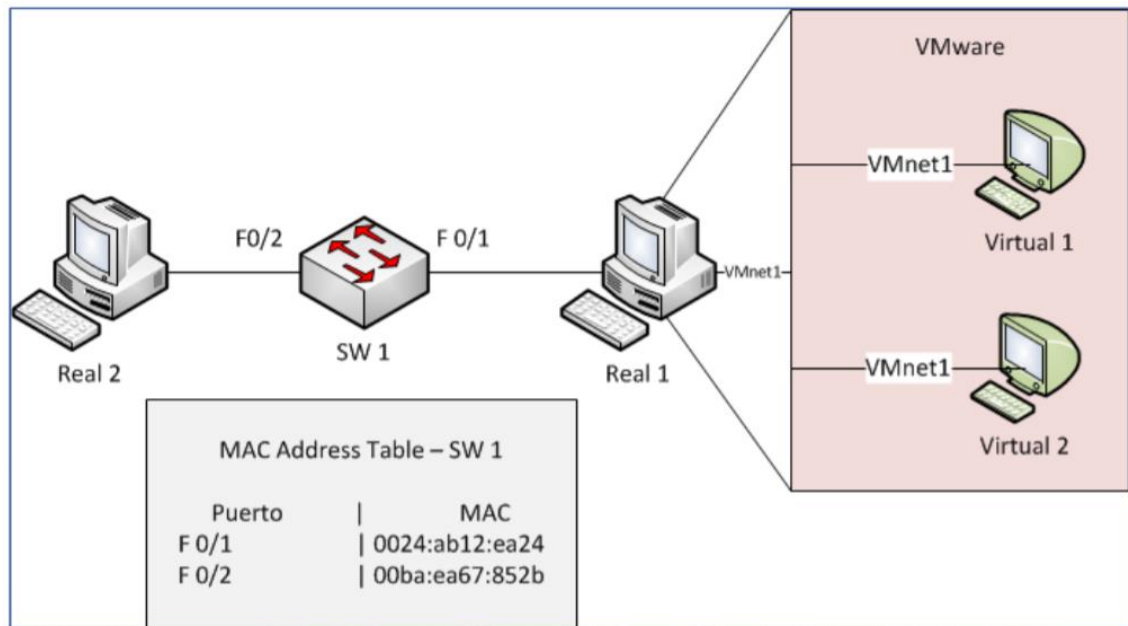 VMware
VMnet1
Virtual 1
F0/2
F 0/1
VMnet1
Real 2
SW 1
Real 1
VMnet1
Virtual 2
MAC Address Table – SW 1
Puerto | MAC
F 0/1 | 0024:ab12:ea24
F 0/2 | 00ba:ea67:852b